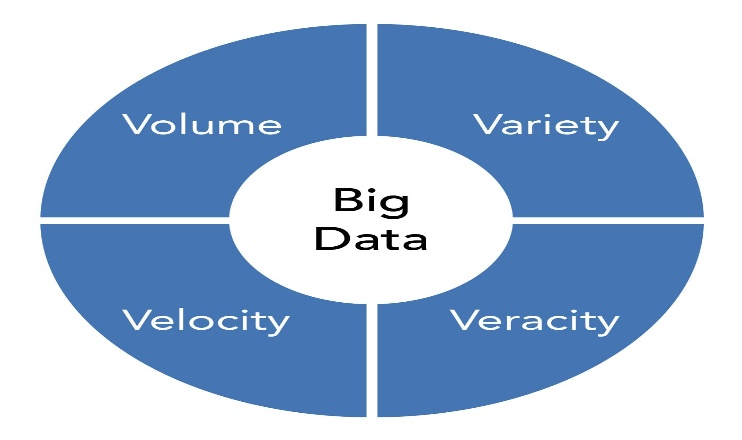 Volume
Variety
Big
Data
Velocity
Veracity